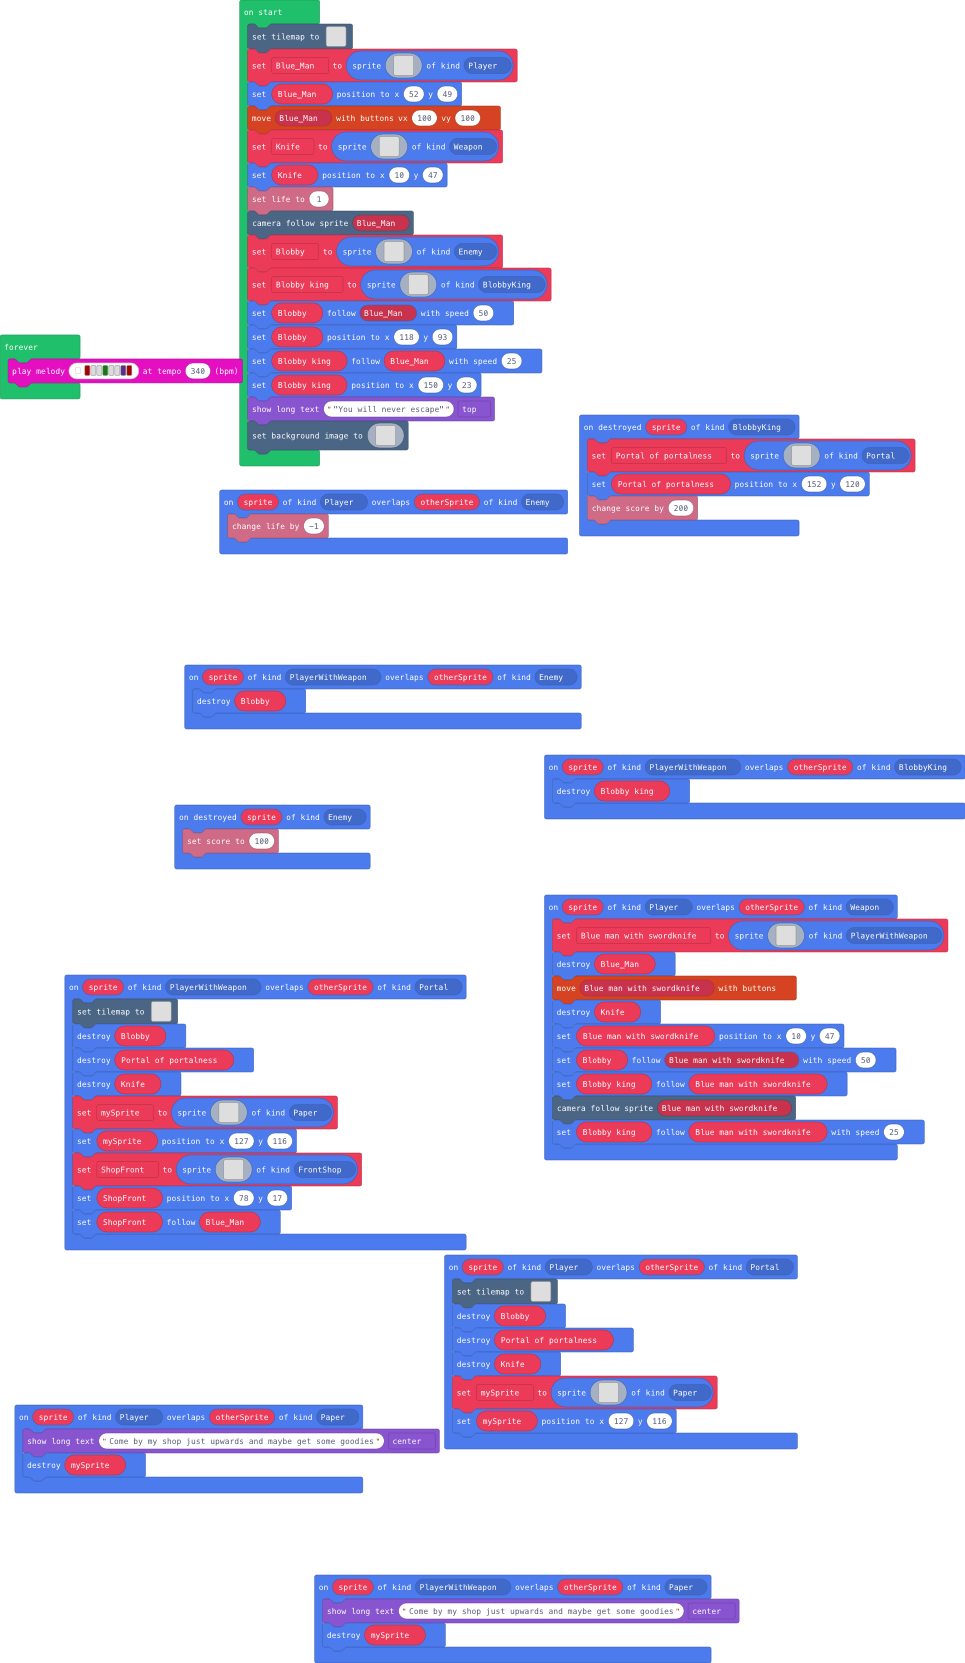 on start
set tilemap to
set Blue_Man to sprite of kind Player
set Blue_Man position to x 52 y 49
move Blue_Man with buttons vx 100 vy 100
set Knife to sprite of kind Weapon
set Knife position to x 10 y 47
set life to 1
camera follow sprite Blue_Man
set Blobby to sprite of kind Enemy
set Blobby king to sprite of kind BlobbyKing
set Blobby follow Blue_Man with speed 50
set Blobby position to x 118 y 93
set Blobby king follow Blue_Man with speed 25
set Blobby king position to x 150 y 23
show long text ""You will never escape"" top
set background image to
forever
play melody at tempo 340 (bpm)
on destroyed sprite of kind BlobbyKing
set Portal of portalness to sprite of kind Portal
set Portal of portalness position to x 152 y 120
change score by 200
on sprite of kind Player overlaps otherSprite of kind Enemy
change life by -1
on sprite of kind PlayerWithWeapon overlaps otherSprite of kind Enemy
destroy Blobby
on sprite of kind PlayerWithWeapon overlaps otherSprite of kind BlobbyKing
destroy Blobby king
on destroyed sprite of kind Enemy
set score to 100
on sprite of kind Player overlaps otherSprite of kind Weapon
set Blue man with swordknife to sprite of kind PlayerWithWeapon
destroy Blue_Man
move Blue man with swordknife with buttons
destroy Knife
set Blue man with swordknife position to x 10 y 47
set Blobby follow Blue man with swordknife with speed 50
set Blobby king follow Blue man with swordknife
camera follow sprite Blue man with swordknife
set Blobby king follow Blue man with swordknife with speed 25
on sprite of kind PlayerWithWeapon overlaps otherSprite of kind Portal
set tilemap to
destroy Blobby
destroy Portal of portalness
destroy Knife
set mySprite to sprite of kind Paper
set mySprite position to x 127 y 116
set ShopFront to sprite of kind FrontShop
set ShopFront position to x 78 y 17
set ShopFront follow Blue_Man
on sprite of kind Player overlaps otherSprite of kind Portal
set tilemap to
destroy Blobby
destroy Portal of portalness
destroy Knife
set mySprite to sprite of kind Paper
set mySprite position to x 127 y 116
on sprite of kind Player overlaps otherSprite of kind Paper
show long text " Come by my shop just upwards and maybe get some goodies" center
destroy mySprite
on sprite of kind PlayerWithWeapon overlaps otherSprite of kind Paper
show long text " Come by my shop just upwards and maybe get some goodies" center
destroy mySprite